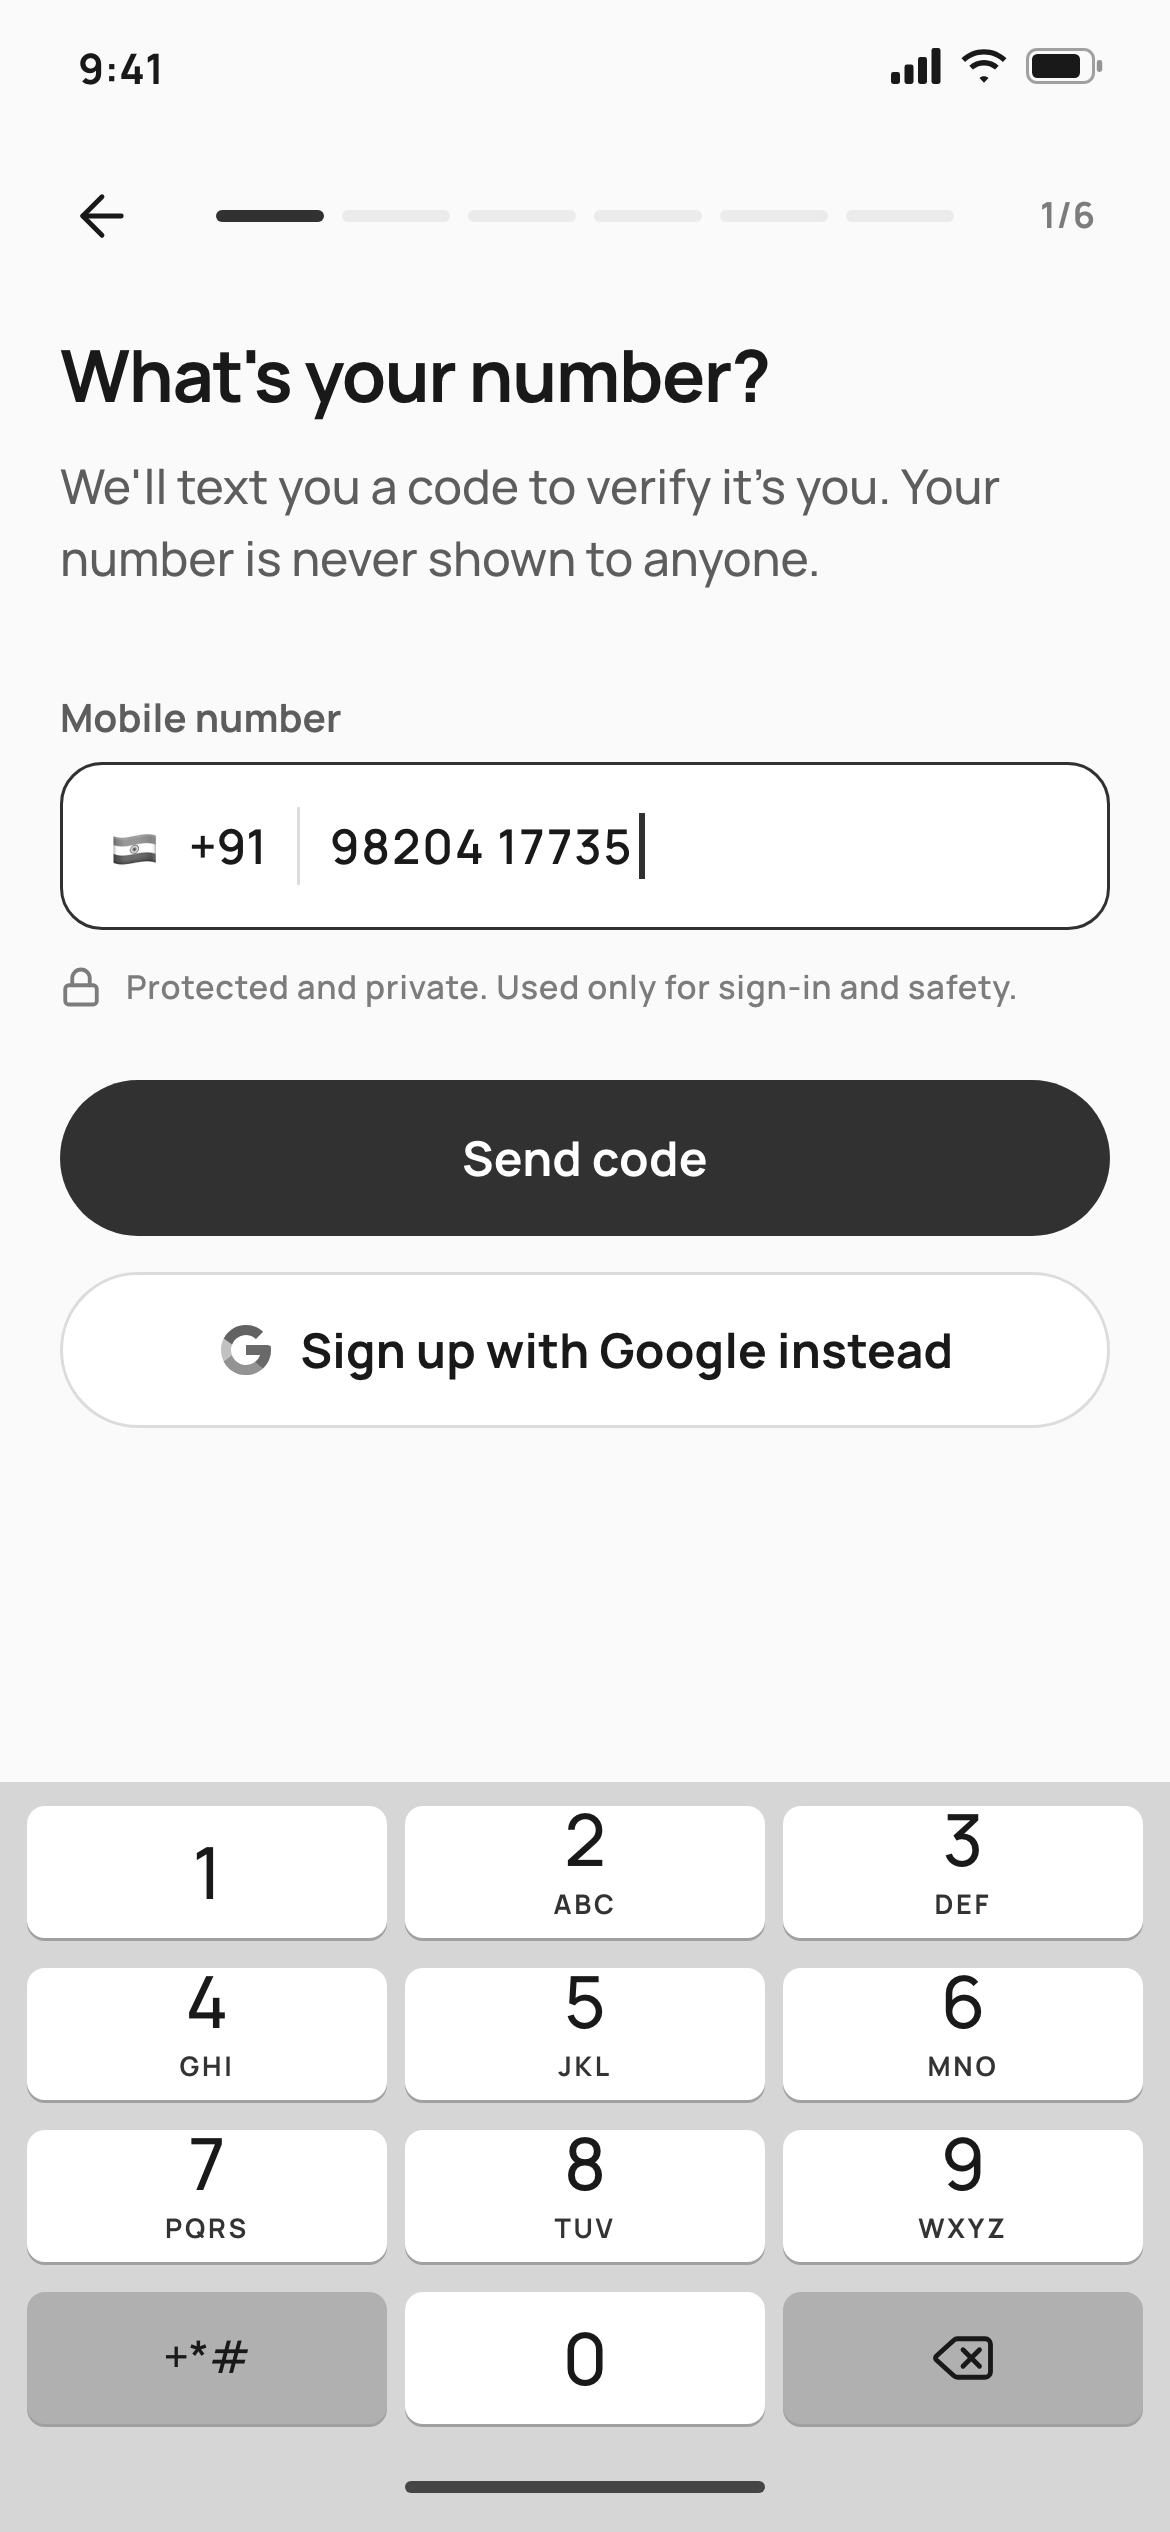 9:41
1/6
What's your number?
We'll text you a code to verify it’s you. Your
number is never shown to anyone.
Mobile number
+91 98204 17735
Protected and private. Used only for sign-in and safety.
Send code
Sign up with Google instead
1 2 3
ABC DEF
4 5 6
GHI JKL MNO
7 8 9
PQRS TUV WXYZ
+*# 0